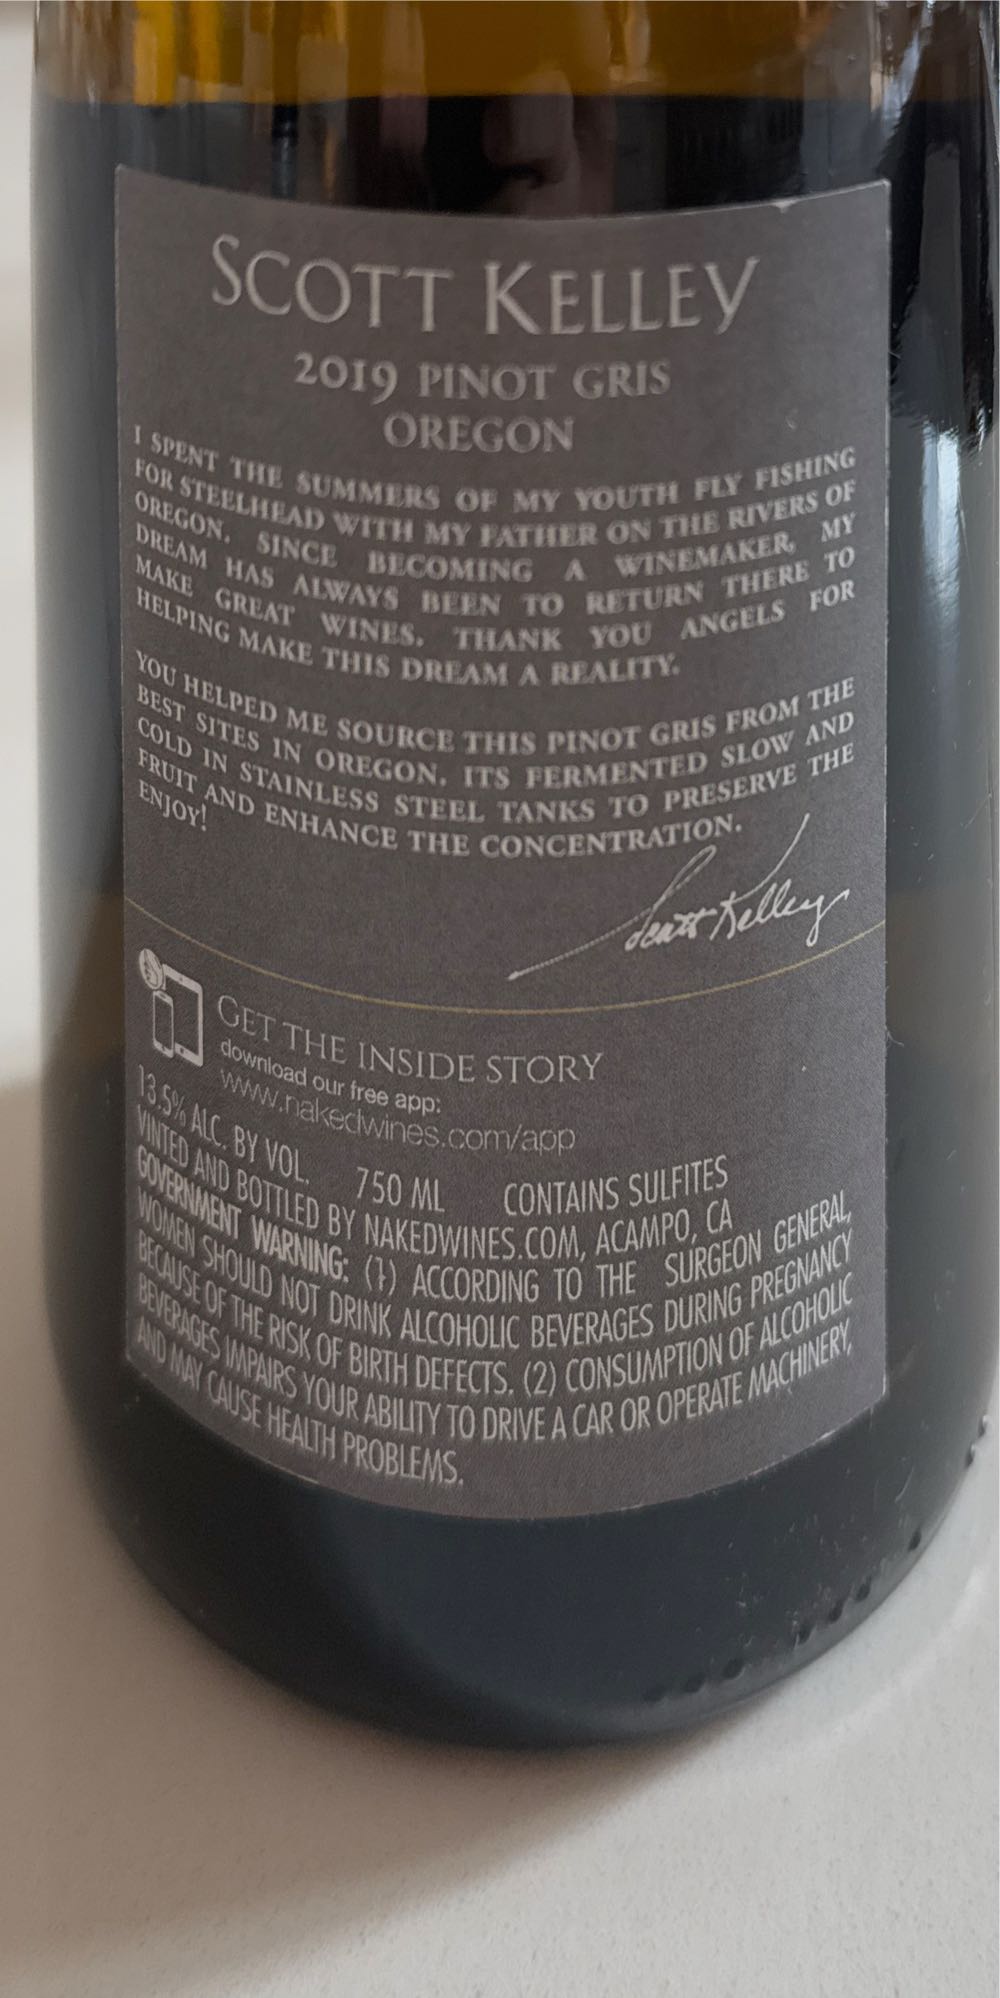 SCOTT KELLEY
2019 PINOT GRIS
OREGON
I SPENT THE SUMMERS OF MY YOUTH FLY FISHING
FOR STEELHEAD WITH MY FATHER ON THE RIVERS OF
OREGON. SINCE BECOMING A WINEMAKER, MY
DREAM HAS ALWAYS BEEN TO RETURN THERE TO
MAKE GREAT WINES. THANK YOU ANGELS FOR
HELPING MAKE THIS DREAM A REALITY.
YOU HELPED ME SOURCE THIS PINOT GRIS FROM THE
BEST SITES IN OREGON. ITS FERMENTED SLOW AND
COLD IN STAINLESS STEEL TANKS TO PRESERVE THE
FRUIT AND ENHANCE THE CONCENTRATION.
ENJOY!
Scott Kelley
GET THE INSIDE STORY
download our free app:
www.nakedwines.com/app
13.5% ALC. BY VOL. 750 ML CONTAINS SULFITES
VINTED AND BOTTLED BY NAKEDWINES.COM, ACAMPO, CA
GOVERNMENT WARNING: (1) ACCORDING TO THE SURGEON GENERAL,
WOMEN SHOULD NOT DRINK ALCOHOLIC BEVERAGES DURING PREGNANCY
BECAUSE OF THE RISK OF BIRTH DEFECTS. (2) CONSUMPTION OF ALCOHOLIC
BEVERAGES IMPAIRS YOUR ABILITY TO DRIVE A CAR OR OPERATE MACHINERY,
AND MAY CAUSE HEALTH PROBLEMS.